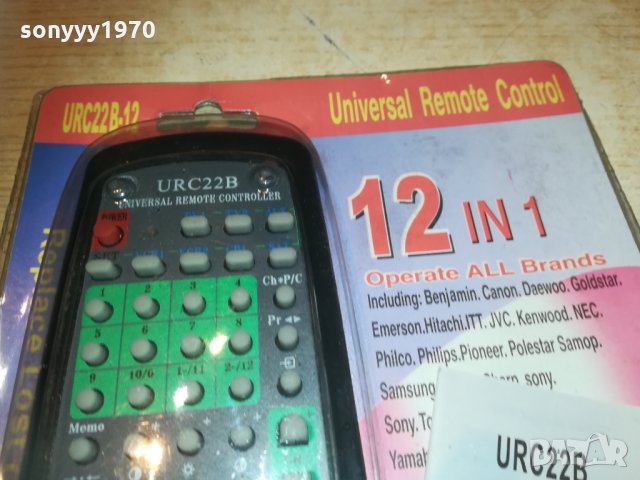 sonyyy1970
URC22B-12
Universal Remote Control
URC22B
UNIVERSAL REMOTE CONTROLLER
POWER
SET
12 IN 1
Operate ALL Brands
Including: Benjamin. Canon. Daewoo. Goldstar.
Emerson.Hitachi.ITT. JVC. Kenwood. NEC.
Philco. Philips.Pioneer. Polestar Samop.
Samsung sony.
Sony.
Ch•P/C
Pr ◄►
1 2 3 4
5 6 7 8
9 10/0 1-/11 2-/12
Memo
Replace Lost
URC22B
BAZAR